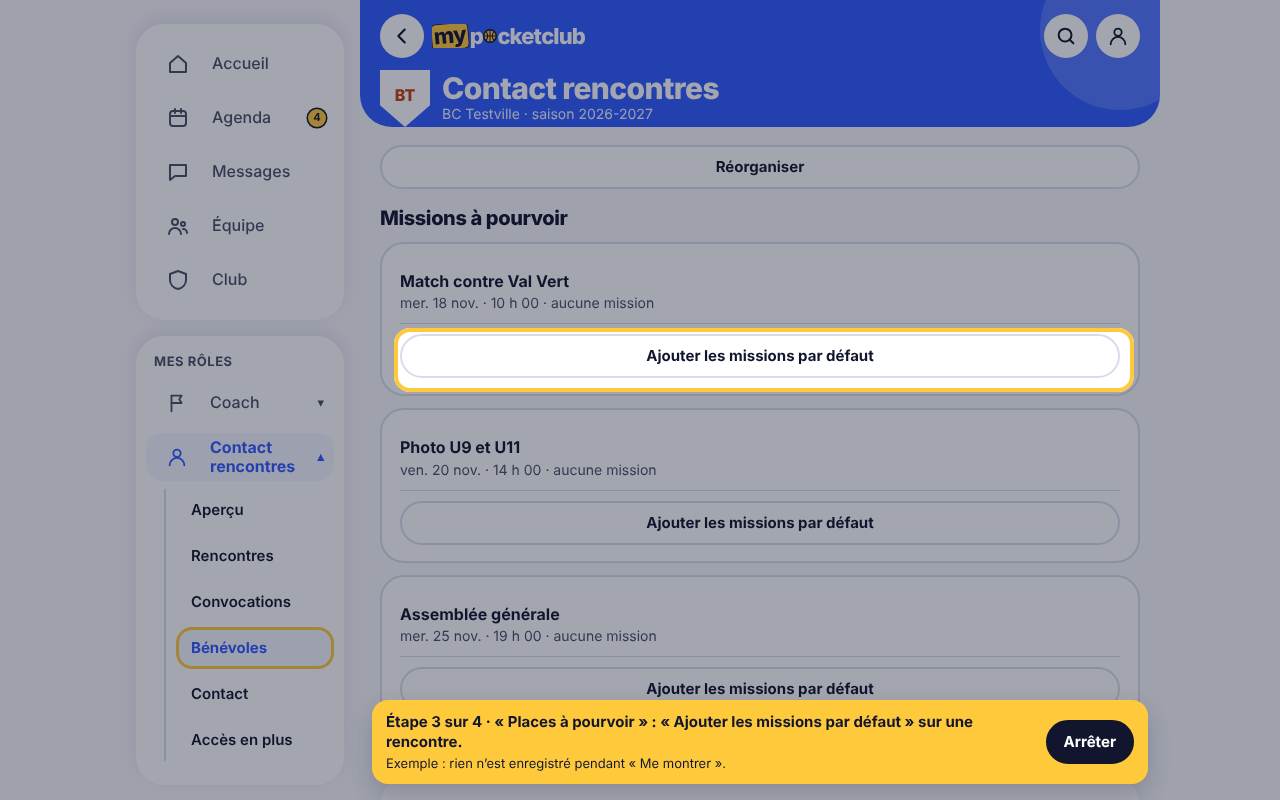 Accueil
Agenda
4
Messages
Équipe
Club
MES RÔLES
Coach
Contact
rencontres
Aperçu
Rencontres
Convocations
Bénévoles
Contact
Accès en plus
mypocketclub
BT
Contact rencontres
BC Testville · saison 2026-2027
Réorganiser
Missions à pourvoir
Match contre Val Vert
mer. 18 nov. · 10 h 00 · aucune mission
Ajouter les missions par défaut
Photo U9 et U11
ven. 20 nov. · 14 h 00 · aucune mission
Ajouter les missions par défaut
Assemblée générale
mer. 25 nov. · 19 h 00 · aucune mission
Ajouter les missions par défaut
Étape 3 sur 4 · « Places à pourvoir » : « Ajouter les missions par défaut » sur une
rencontre.
Exemple : rien n’est enregistré pendant « Me montrer ».
Arrêter